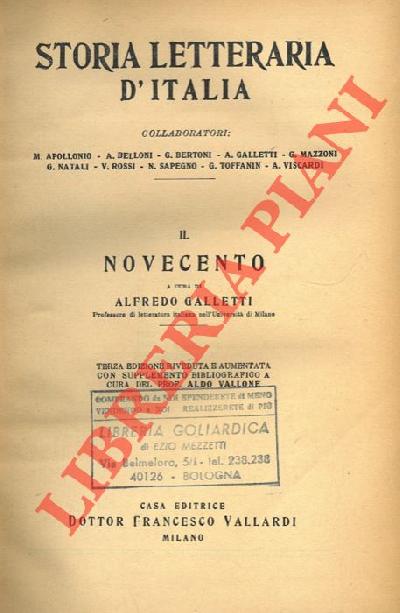 STORIA LETTERARIA
D'ITALIA
COLLABORATORI:
M. APOLLONIO - A. BELLONI - G. BERTONI - A. GALLETTI - G. MAZZONI
G. NATALI - V. ROSSI - N. SAPEGNO - G. TOFFANIN - A. VISCARDI
IL
NOVECENTO
A CURA DI
ALFREDO GALLETTI
Professore di letteratura italiana nell'Università di Milano
TERZA EDIZIONE RIVEDUTA E AUMENTATA
CON SUPPLEMENTO BIBLIOGRAFICO A
CURA DEL PROF. ALDO VALLONE
COMPRANDO da NOI SPENDERETE di MENO
VENDENDO a NOI REALIZZERETE di PIÙ
LIBRERIA GOLIARDICA
di EZIO MEZZETTI
Via Belmeloro, 5/1 - tel. 238.238
40126 - BOLOGNA
CASA EDITRICE
DOTTOR FRANCESCO VALLARDI
MILANO
LIBRERIA PIANI